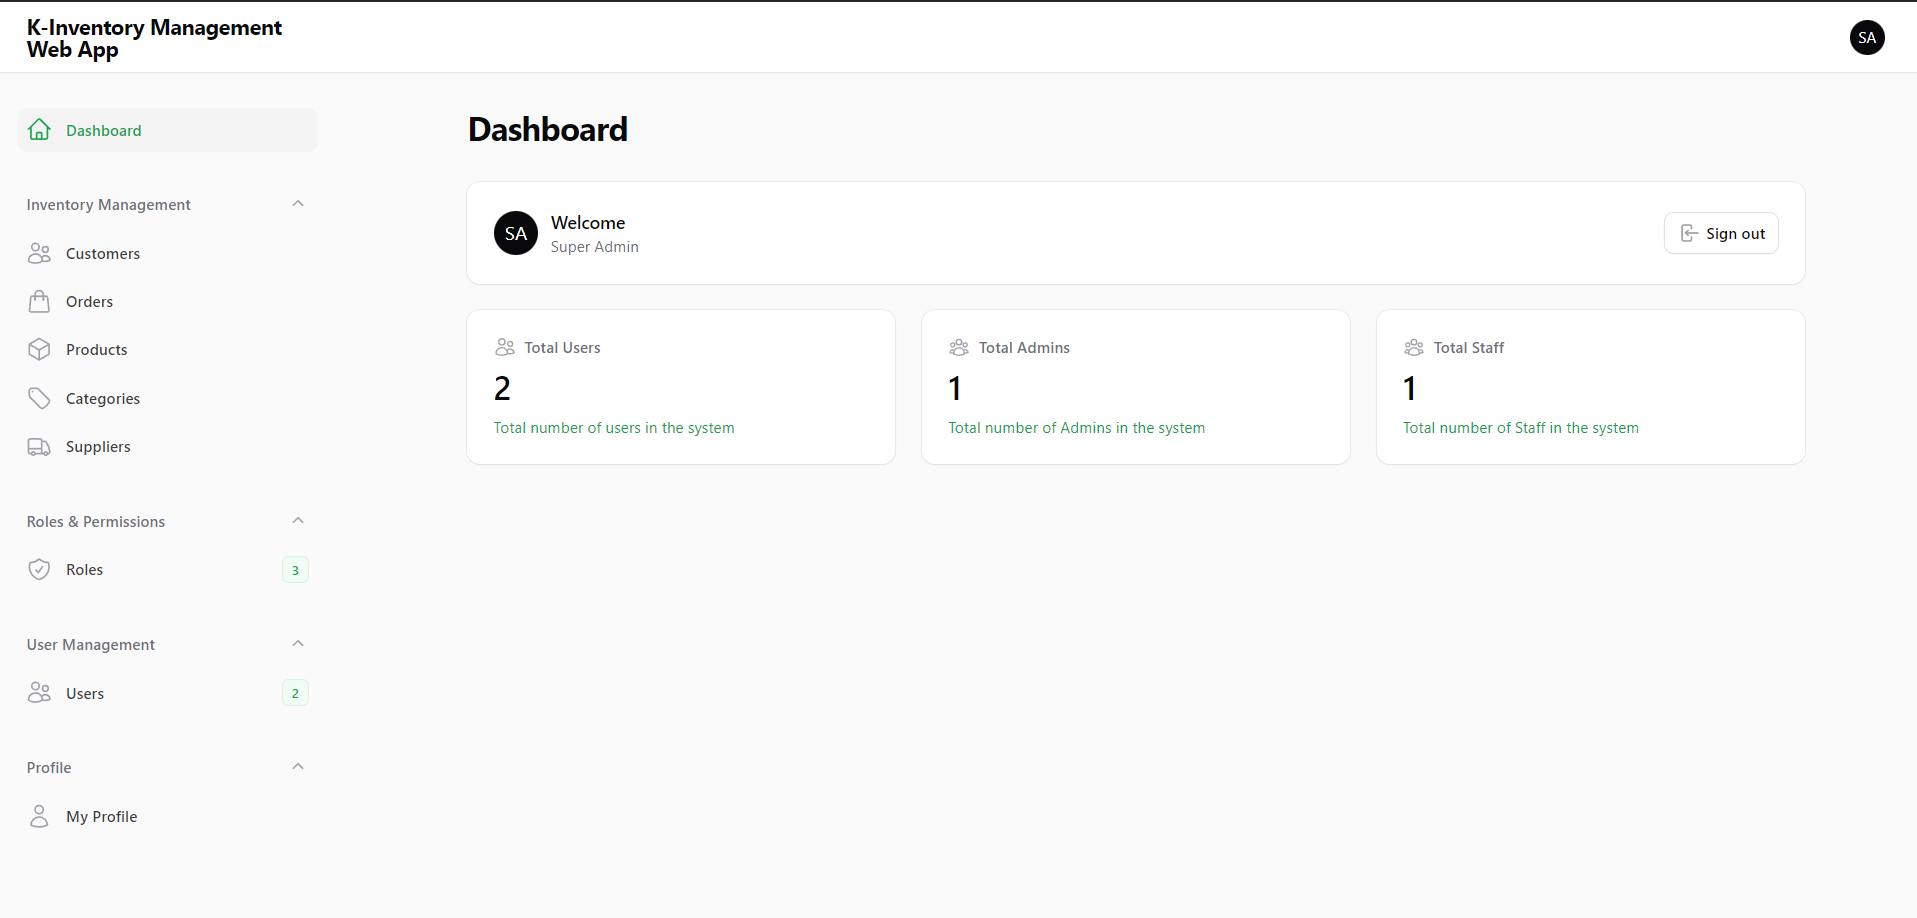 K-Inventory Management
Web App
SA
Dashboard
Inventory Management
Customers
Orders
Products
Categories
Suppliers
Roles & Permissions
Roles 3
User Management
Users 2
Profile
My Profile
Dashboard
SA
Welcome
Super Admin
Sign out
Total Users
2
Total number of users in the system
Total Admins
1
Total number of Admins in the system
Total Staff
1
Total number of Staff in the system